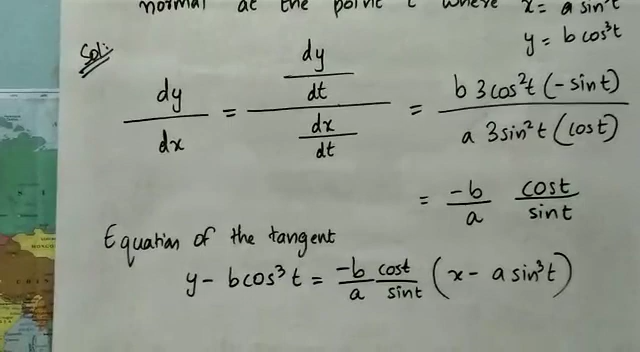 normal at the point t where x = a sin³t
y = b cos³t
Sol:
dy/dx = (dy/dt)/(dx/dt) = (b 3cos²t (-sint))/(a 3sin²t (cost))
= -b/a cost/sint
Equation of the tangent
y - b cos³t = -b/a cost/sint (x - a sin³t)